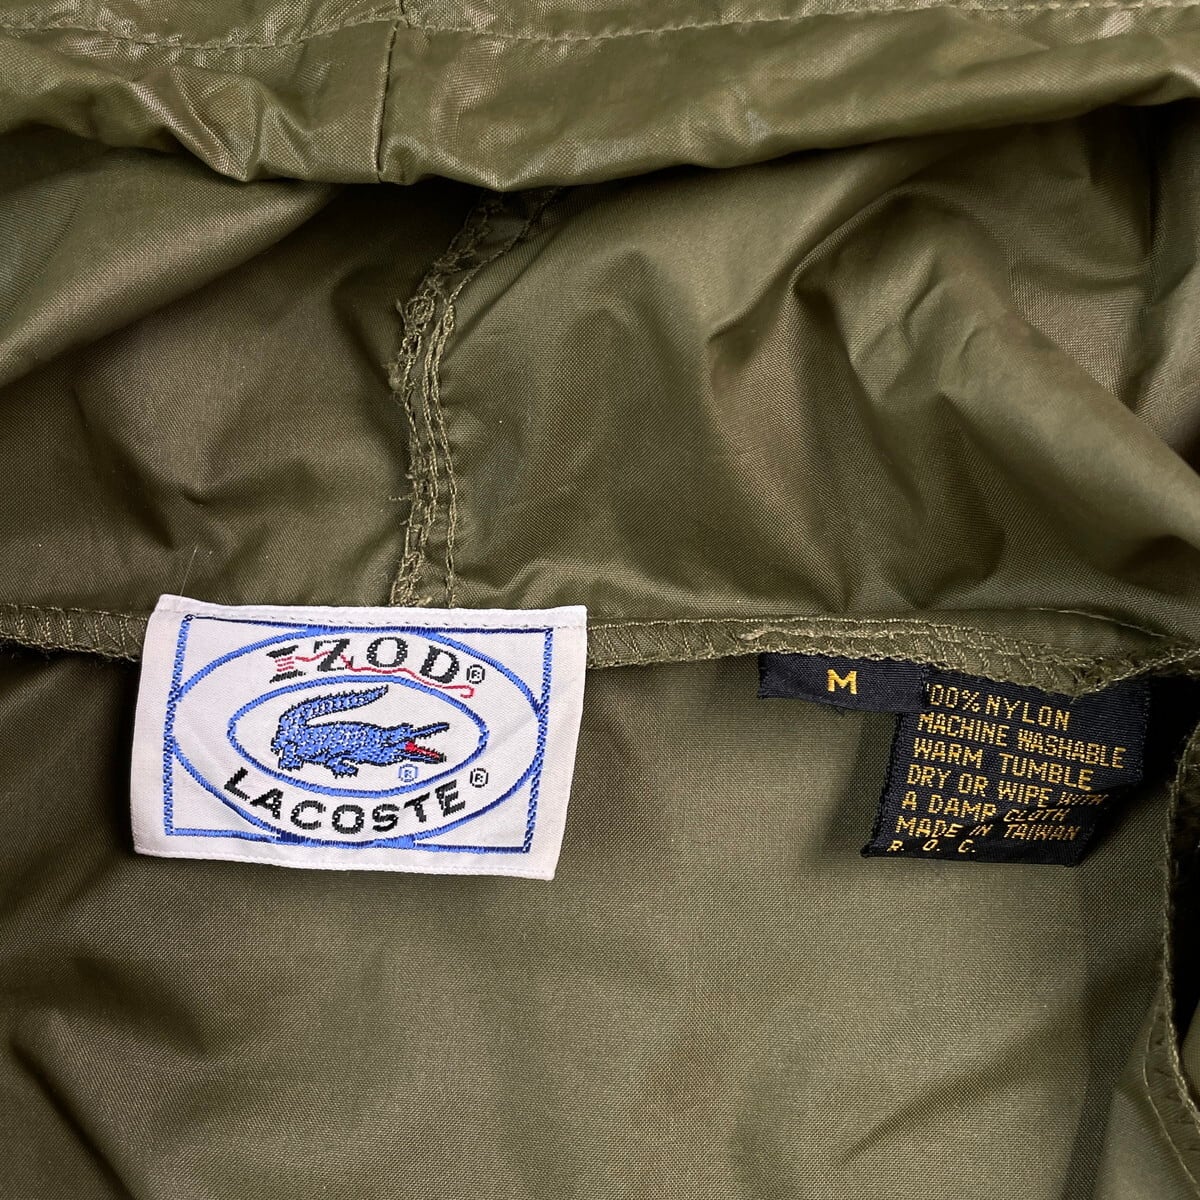 IZOD®
®
LACOSTE®
M
100% NYLON
MACHINE WASHABLE
WARM TUMBLE
DRY OR WIPE WITH
A DAMP CLOTH
MADE IN TAIWAN
R. O. C.